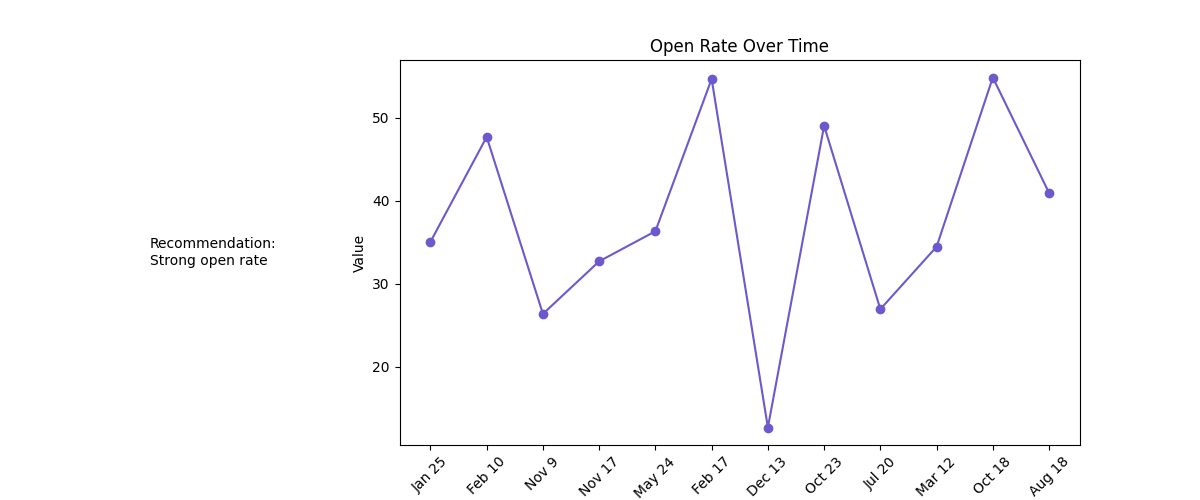 Open Rate Over Time
Recommendation:
Strong open rate
Value
50
40
30
20
Jan 25
Feb 10
Nov 9
Nov 17
May 24
Feb 17
Dec 13
Oct 23
Jul 20
Mar 12
Oct 18
Aug 18